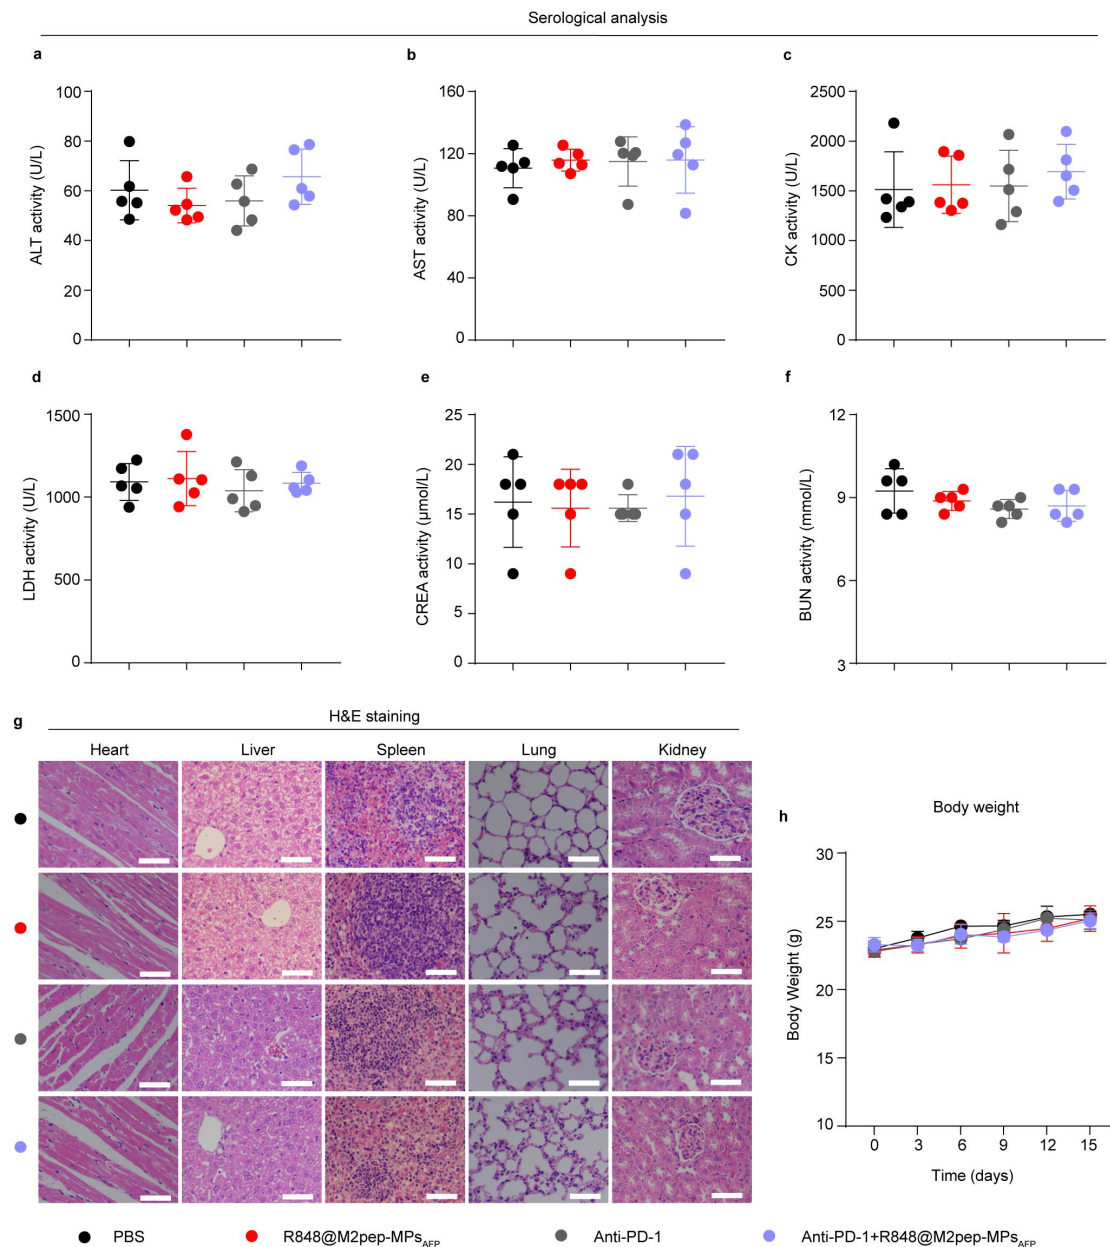 Serological analysis
a b c
ALT activity (U/L)
100
80
60
40
20
0
AST activity (U/L)
160
120
80
40
0
CK activity (U/L)
2500
2000
1500
1000
500
0
d e f
LDH activity (U/L)
1500
1000
500
0
CREA activity (μmol/L)
25
20
15
10
5
0
BUN activity (mmol/L)
12
9
6
3
g
H&E staining
Heart Liver Spleen Lung Kidney
h
Body weight
Body Weight (g)
30
25
20
15
10
0 3 6 9 12 15
Time (days)
PBS R848@M2pep-MPsAFP Anti-PD-1 Anti-PD-1+R848@M2pep-MPsAFP